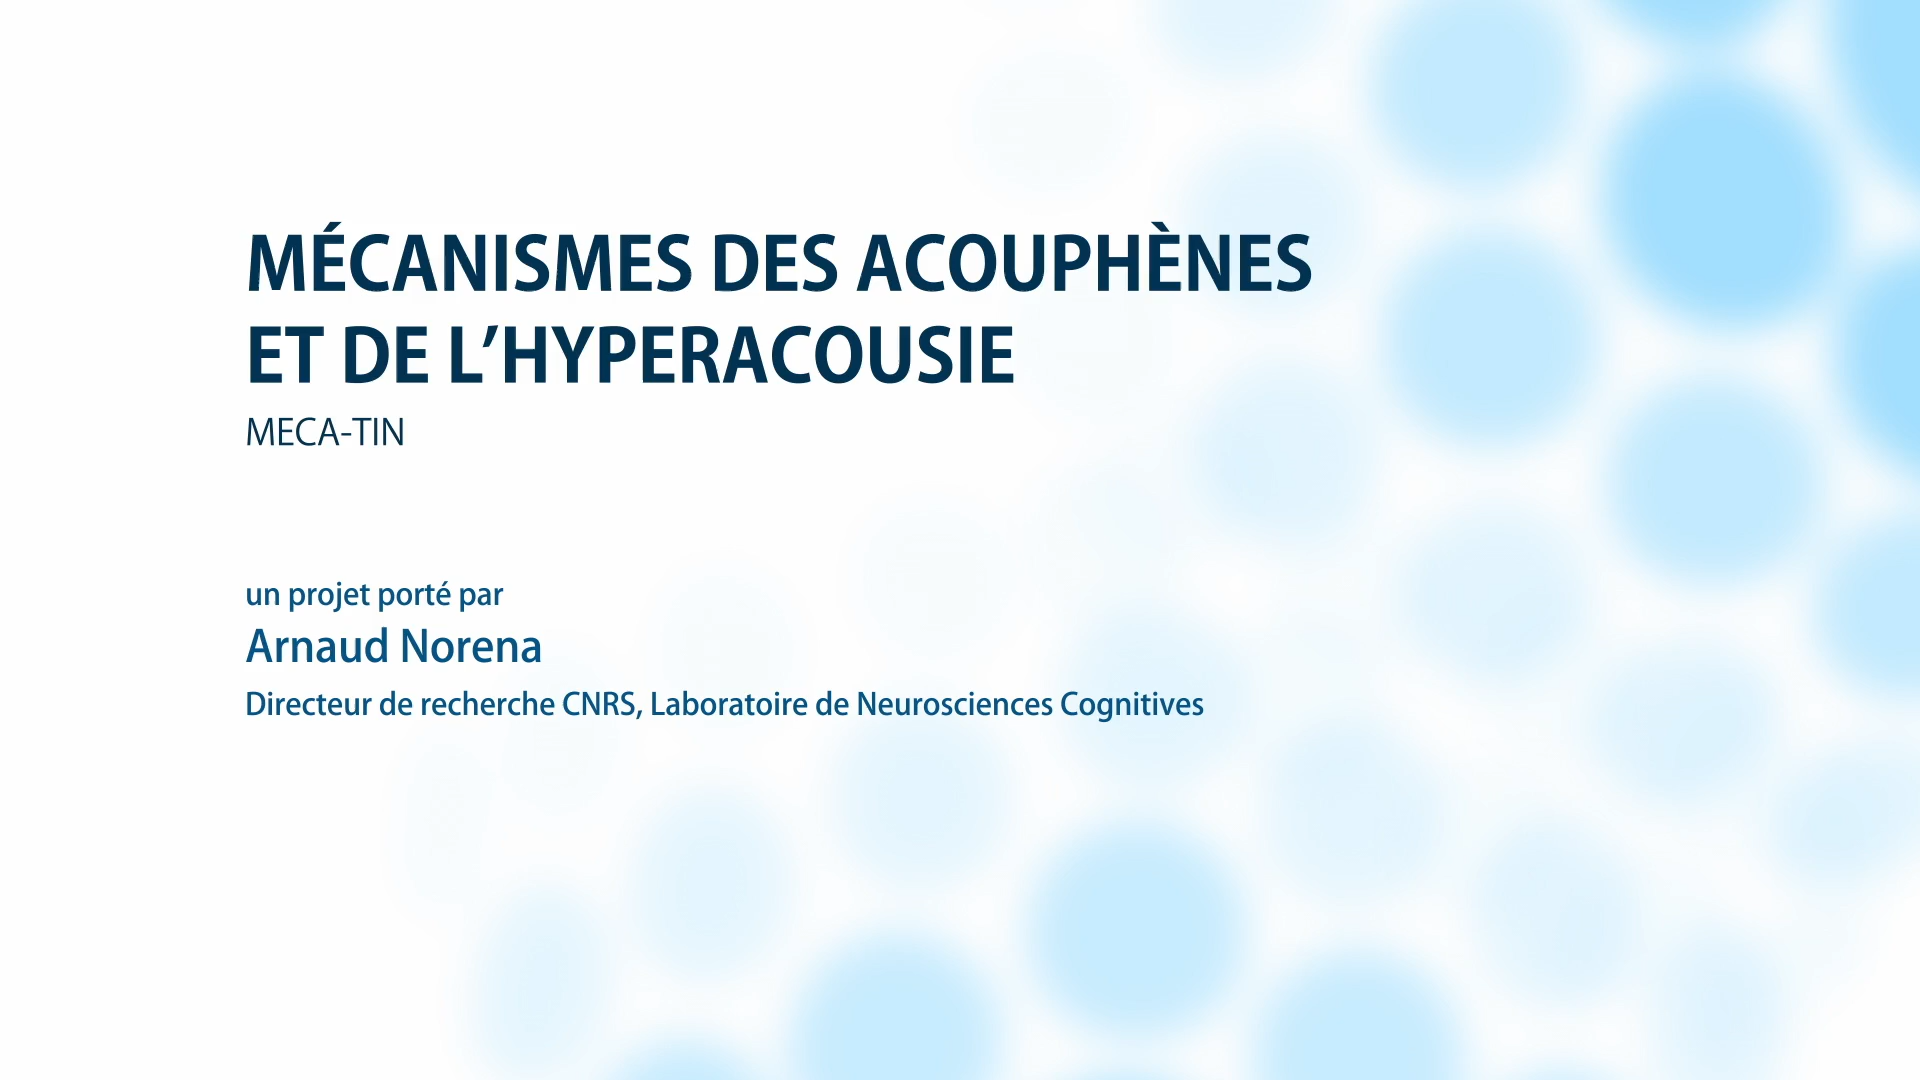 MÉCANISMES DES ACOUPHÈNES
ET DE L’HYPERACOUSIE
MECA-TIN
un projet porté par
Arnaud Norena
Directeur de recherche CNRS, Laboratoire de Neurosciences Cognitives